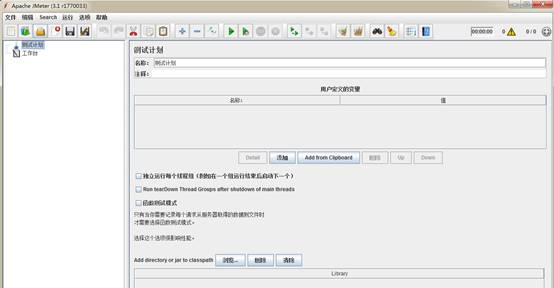 Apache JMeter (3.1 r1770033)
文件 编辑 Search 运行 选项 帮助
00:00:00 0 0 / 0
测试计划
工作台
测试计划
名称: 测试计划
注释:
用户定义的变量
名称: 值
Detail 添加 Add from Clipboard 删除 Up Down
独立运行每个线程组（例如在一个组运行结束后启动下一个）
Run tearDown Thread Groups after shutdown of main threads
函数测试模式
只有当你需要记录每个请求从服务器取得的数据到文件时
才需要选择函数测试模式。
选择这个选项很影响性能。
Add directory or jar to classpath 浏览... 删除 清除
Library